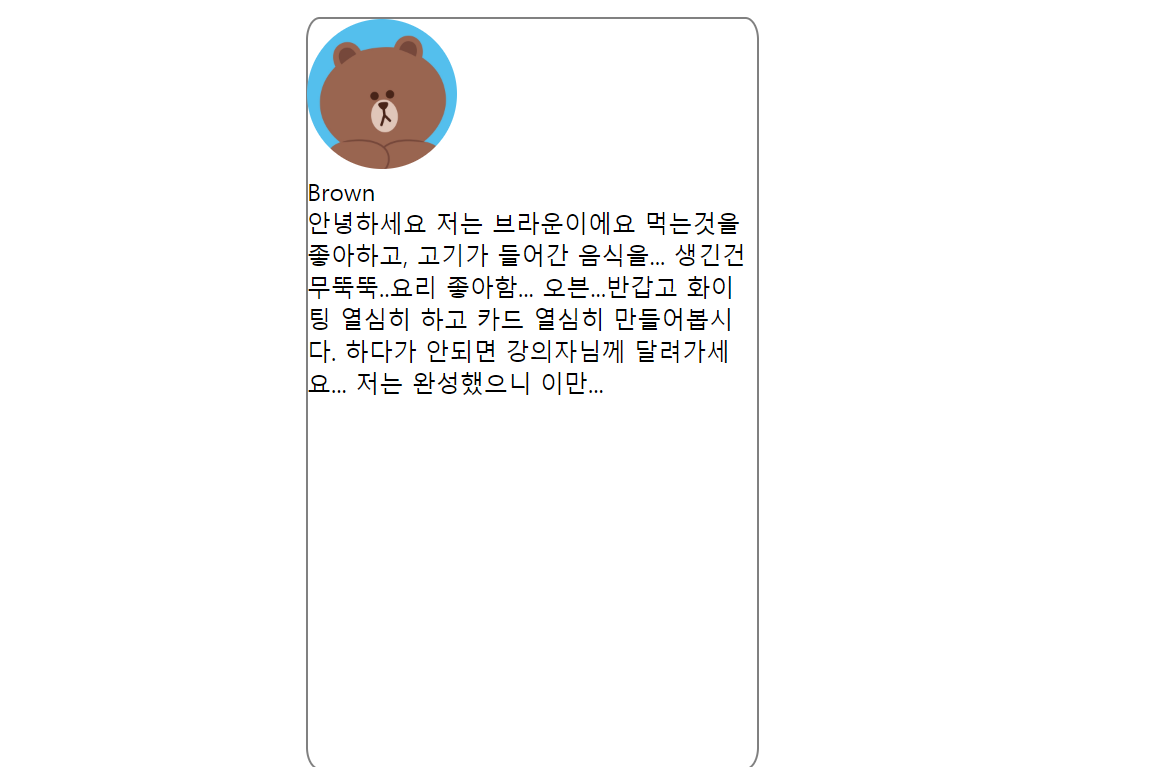 Brown
안녕하세요 저는 브라운이에요 먹는것을
좋아하고, 고기가 들어간 음식을... 생긴건
무뚝뚝..요리 좋아함... 오븐...반갑고 화이
팅 열심히 하고 카드 열심히 만들어봅시
다. 하다가 안되면 강의자님께 달려가세
요... 저는 완성했으니 이만...